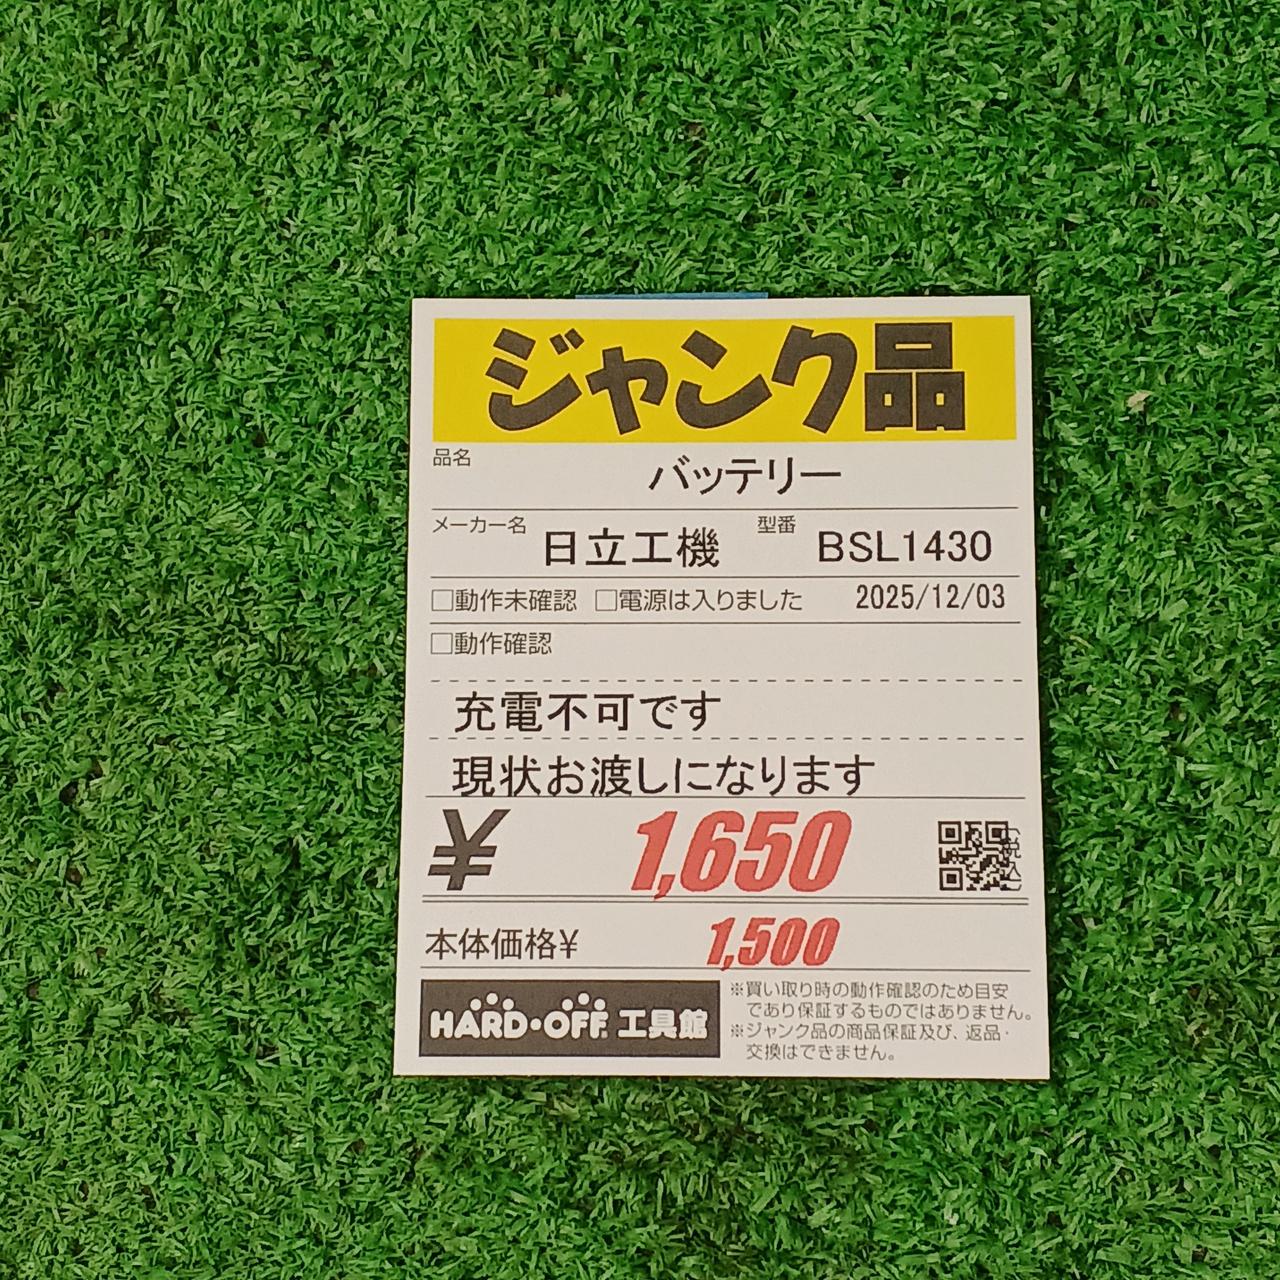 ジャンク品
品名 バッテリー
メーカー名 日立工機 型番 BSL1430
□動作未確認 □電源は入りました 2025/12/03
□動作確認
充電不可です
現状お渡しになります
¥ 1,650
本体価格¥ 1,500
HARD・OFF 工具館
※買い取り時の動作確認のため目安
であり保証するものではありません。
※ジャンク品の商品保証及び、返品・
交換はできません。